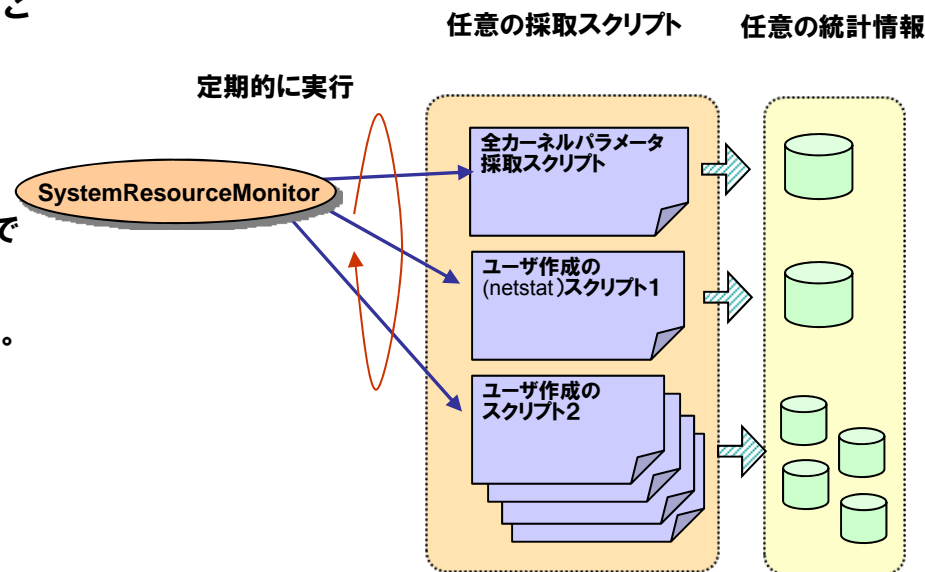 と
任意の採取スクリプト
任意の統計情報
定期的に実行
全カーネルパラメータ
採取スクリプト
SystemResourceMonitor
で
ユーザ作成の
(netstat)スクリプト1
。
ユーザ作成の
スクリプト2